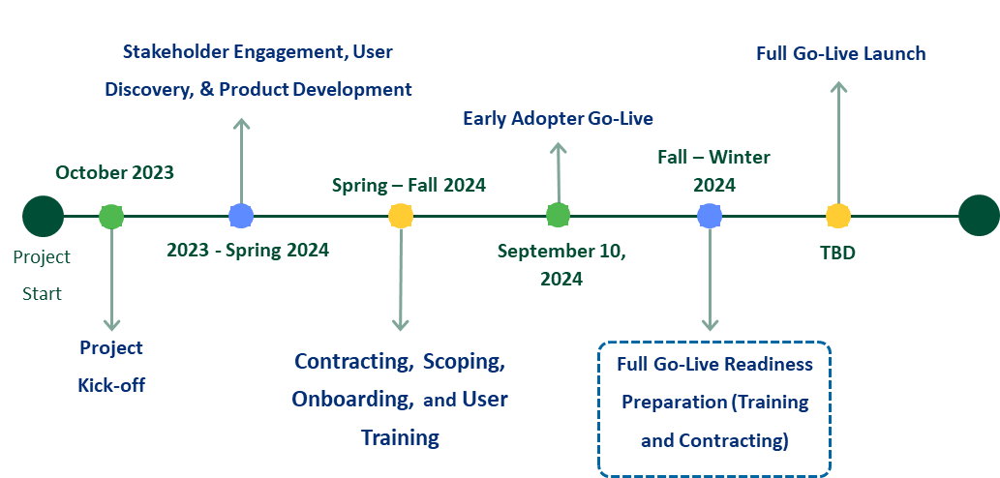 Stakeholder Engagement, User
Discovery, & Product Development
Full Go-Live Launch
Early Adopter Go-Live
October 2023
Spring – Fall 2024
Fall – Winter
2024
Project
Start
2023 - Spring 2024
September 10,
2024
TBD
Project
Kick-off
Contracting, Scoping,
Onboarding, and User
Training
Full Go-Live Readiness
Preparation (Training
and Contracting)